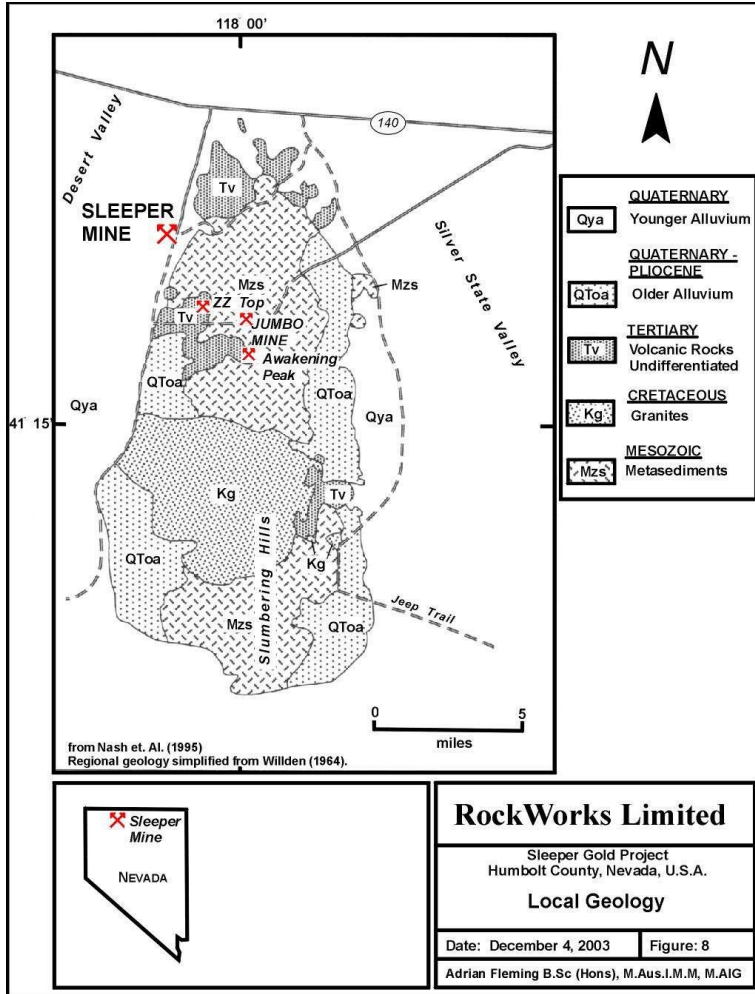 118 00'
N
140
Desert Valley
Tv
SLEEPER
MINE
Silver State Valley
Mzs
Mzs
ZZ Top
Tv
JUMBO
MINE
Awakening
Peak
QToa
QToa
Qya
Qya
41 15'
Kg
Tv
QToa
Kg
Slumbering Hills
Jeep Trail
Mzs
QToa
0 5
miles
from Nash et. Al. (1995)
Regional geology simplified from Willden (1964).
QUATERNARY
Qya Younger Alluvium
QUATERNARY -
PLIOCENE
QToa Older Alluvium
TERTIARY
Tv Volcanic Rocks
Undifferentiated
CRETACEOUS
Kg Granites
MESOZOIC
Mzs Metasediments
Sleeper
Mine
NEVADA
RockWorks Limited
Sleeper Gold Project
Humbolt County, Nevada, U.S.A.
Local Geology
Date: December 4, 2003 Figure: 8
Adrian Fleming B.Sc (Hons), M.Aus.I.M.M, M.AIG